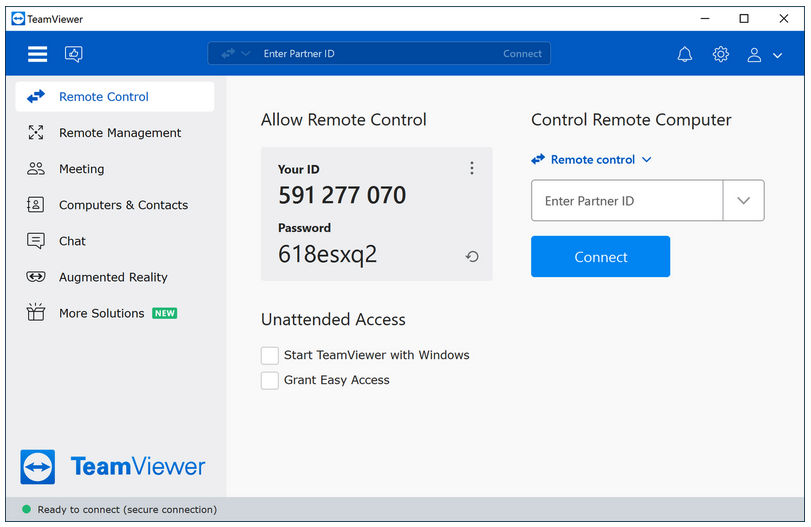 TeamViewer
Enter Partner ID
Connect
Remote Control
Remote Management
Meeting
Computers & Contacts
Chat
Augmented Reality
More Solutions NEW
TeamViewer
Allow Remote Control
Your ID
591 277 070
Password
618esxq2
Unattended Access
Start TeamViewer with Windows
Grant Easy Access
Control Remote Computer
Remote control
Enter Partner ID
Connect
Ready to connect (secure connection)